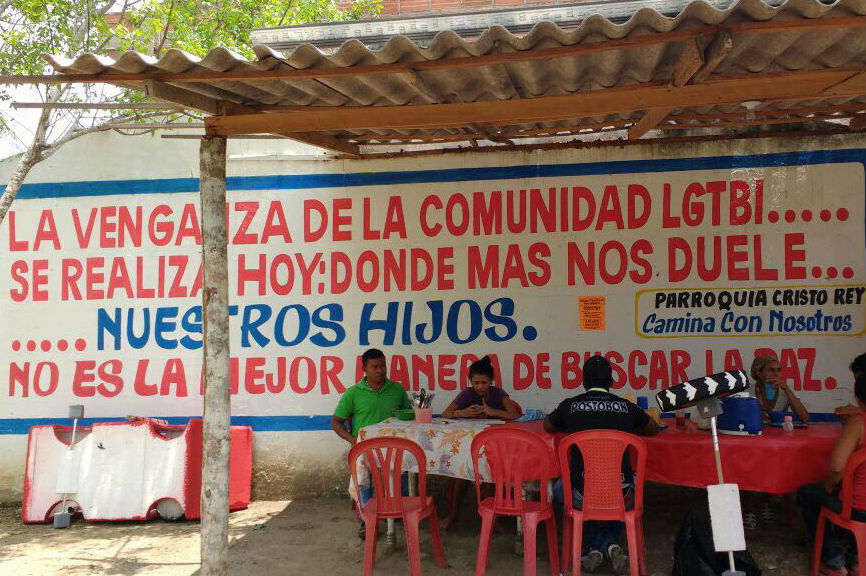 LA VENGANZA DE LA COMUNIDAD LGTBI.....
SE REALIZA HOY:DONDE MAS NOS DUELE...
.....NUESTROS HIJOS.
PARROQUIA CRISTO REY
Camina Con Nosotros
NO ES LA MEJOR MANERA DE BUSCAR LA PAZ.
POSTOBON